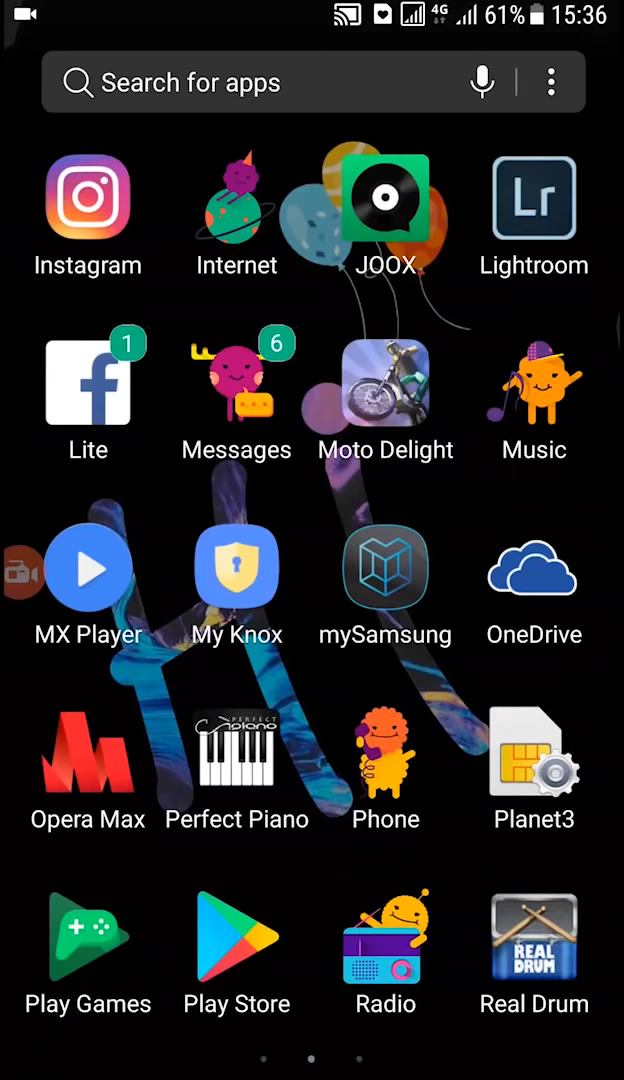 4G 61% 15:36
Search for apps
Lr
Instagram Internet JOOX Lightroom
1 6
Lite Messages Moto Delight Music
MX Player My Knox mySamsung OneDrive
PERFECT
piano
Opera Max Perfect Piano Phone Planet3
REAL
DRUM
Play Games Play Store Radio Real Drum